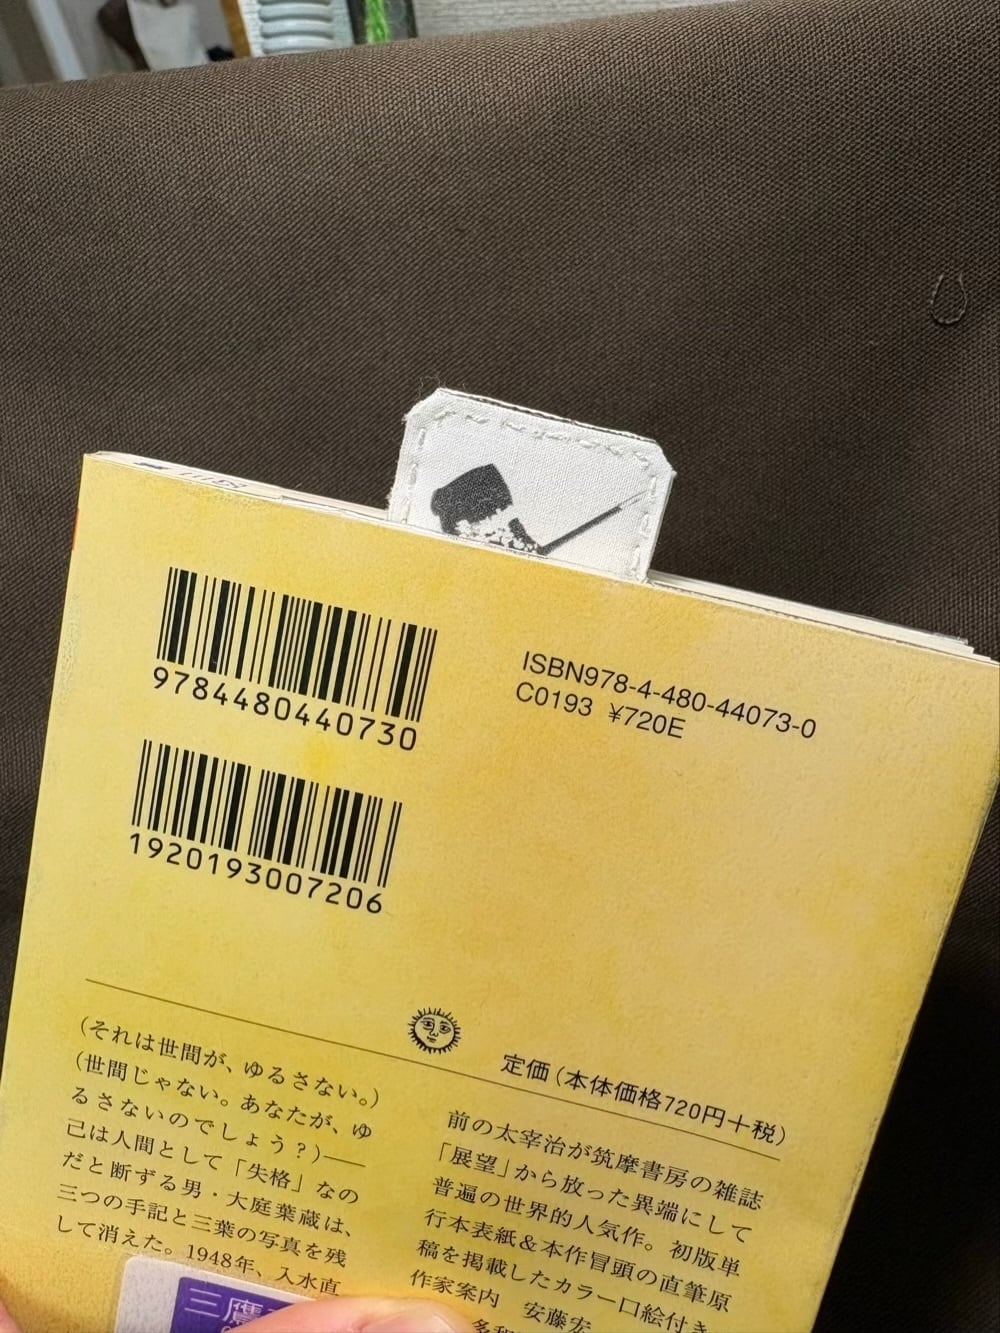 9784480440730
ISBN978-4-480-44073-0
C0193 ¥720E
1920193007206
定価(本体価格720円+税)
(それは世間が、ゆるさない。)
(世間じゃない。あなたが、ゆ
るさないのでしょう?)――
己は人間として「失格」なの
だと断ずる男・大庭葉蔵は、
三つの手記と三葉の写真を残
して消えた。1948年、入水直
前の太宰治が筑摩書房の雑誌
「展望」から放った異端にして
普遍の世界的人気作。初版単
行本表紙&本作冒頭の直筆原
稿を掲載したカラー口絵付き
作家案内 安藤宏
三鷹